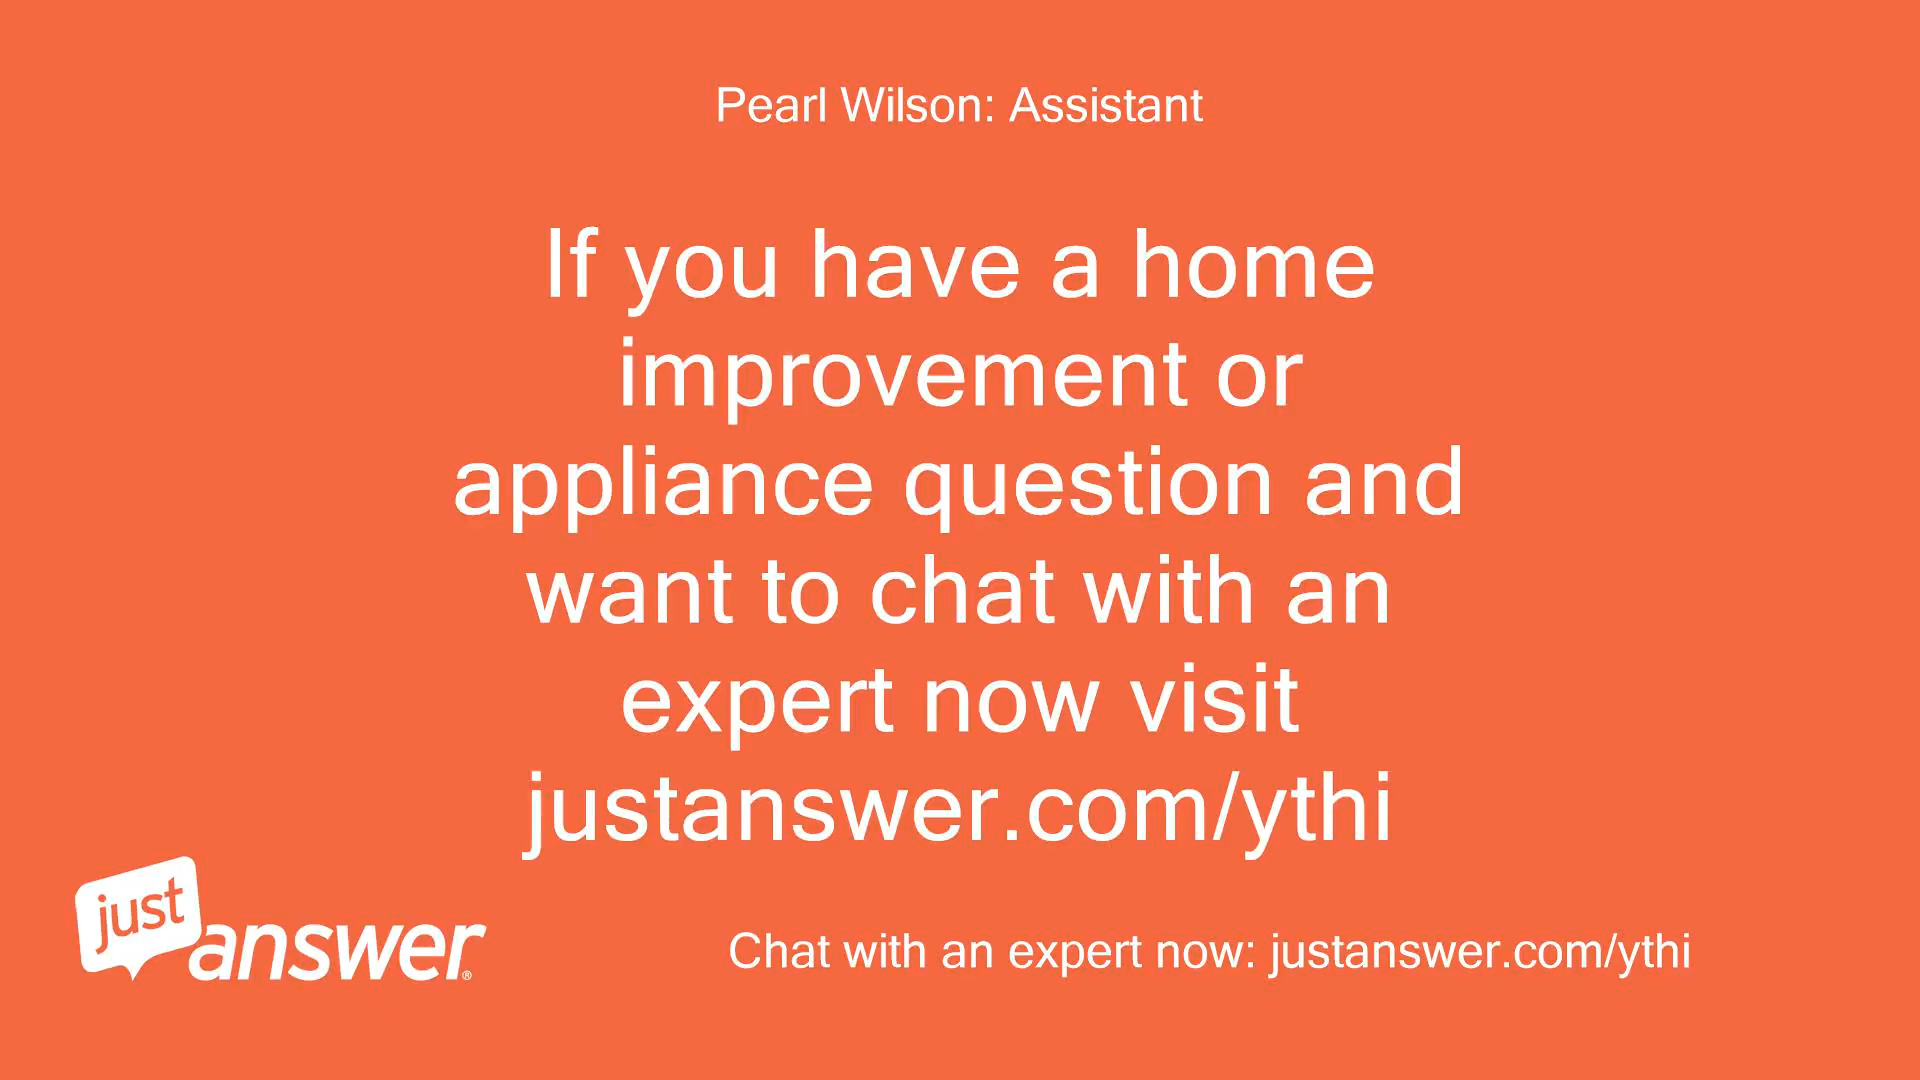 Pearl Wilson: Assistant
If you have a home
improvement or
appliance question and
want to chat with an
expert now visit
justanswer.com/ythi
just
answer®
Chat with an expert now: justanswer.com/ythi